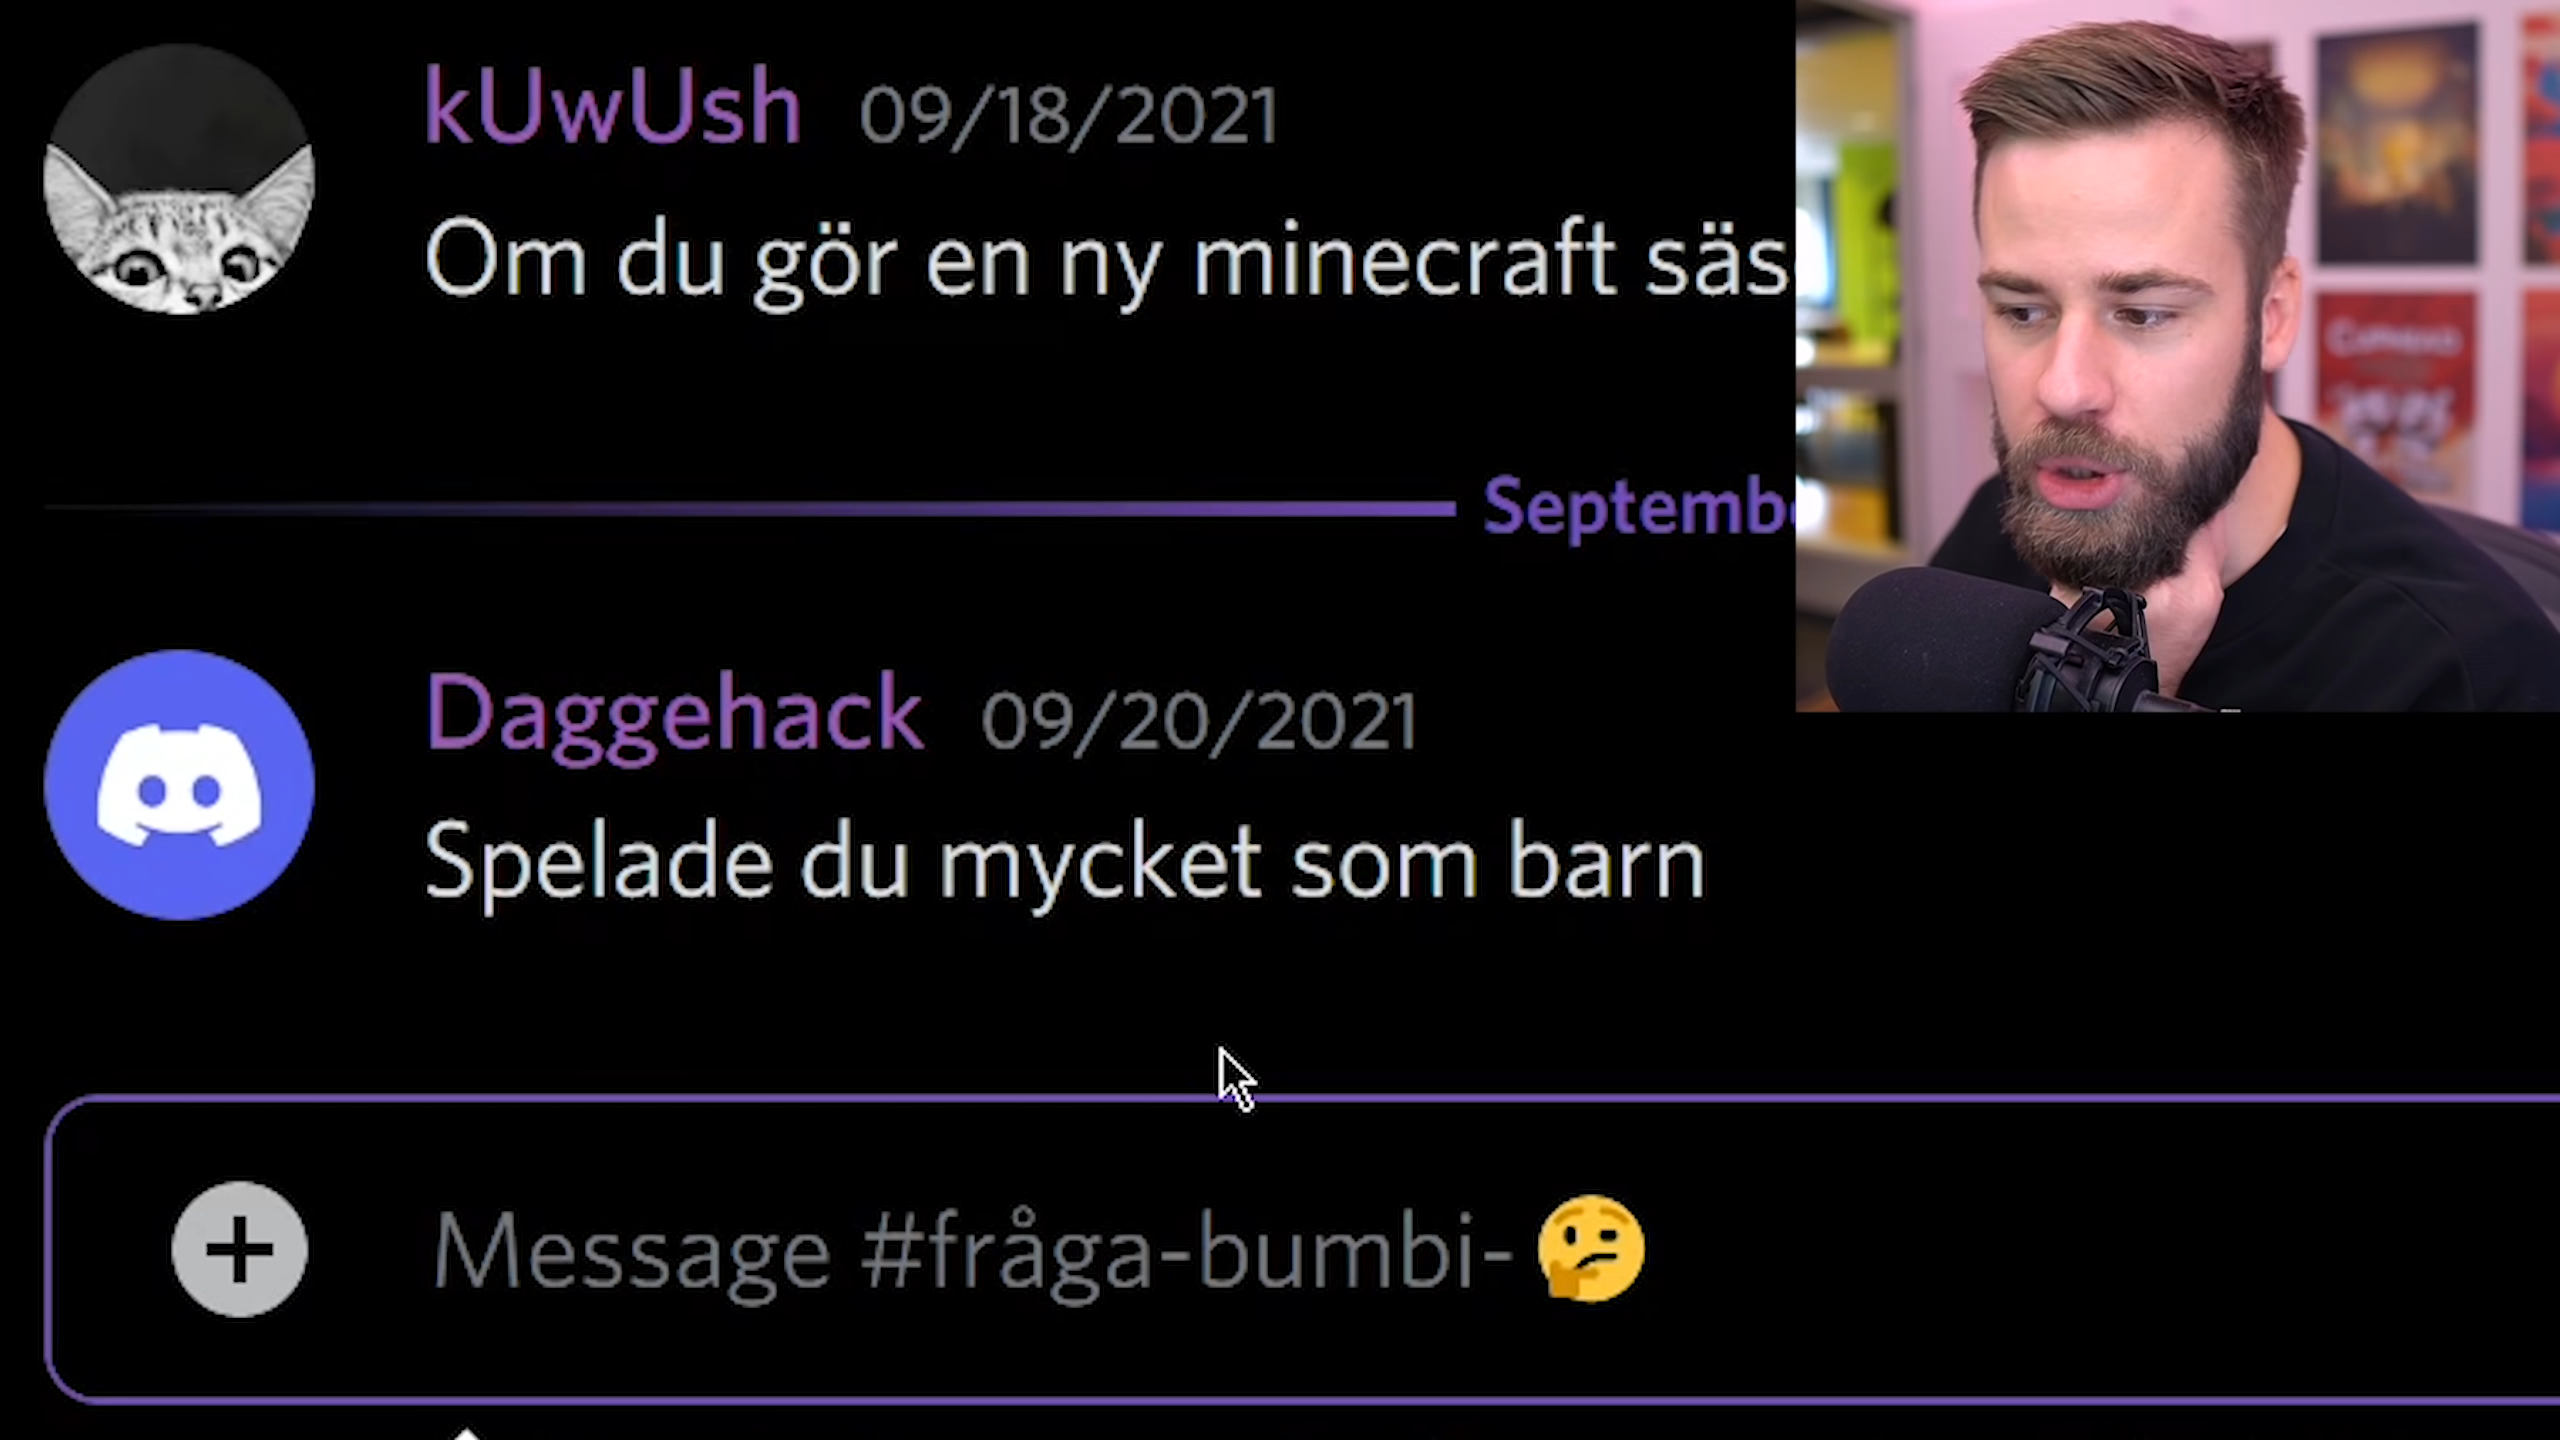 kUwUsh 09/18/2021
Om du gör en ny minecraft
Septemb
Daggehack 09/20/2021
Spelade du mycket som barn
Message #fråga-bumbi-🤔